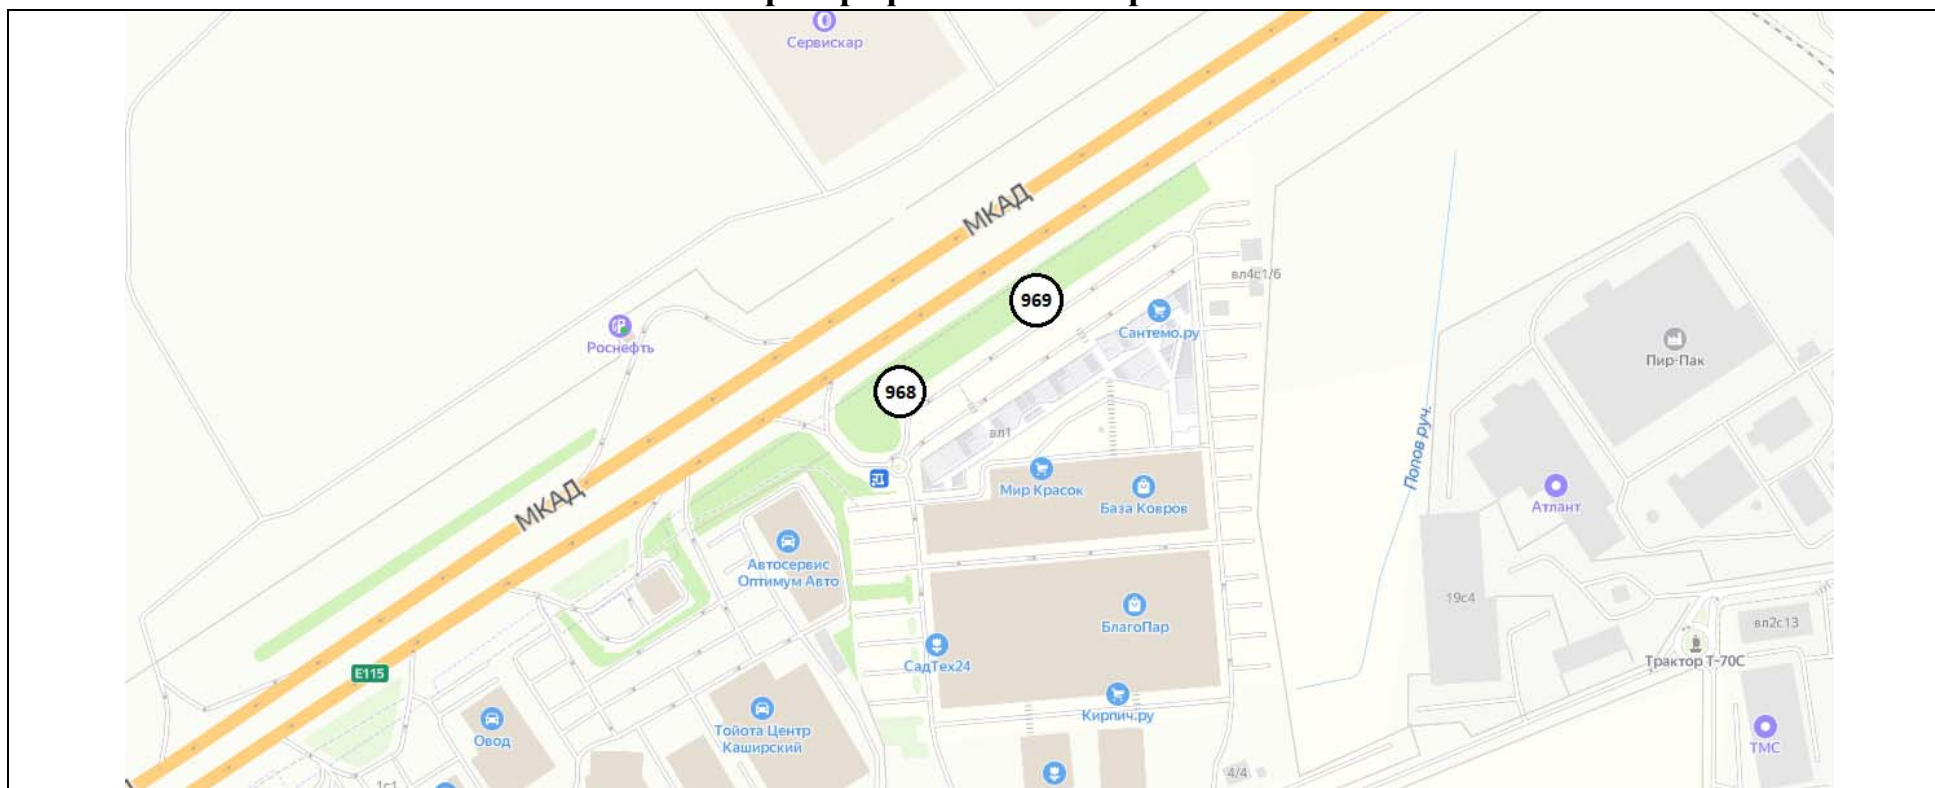 Сервискар
МКАД
969
вл4с1/6
Роснефть
Сантемо.ру
Пир-Пак
968
вл1
Попов руч.
МКАД
Мир Красок
База Ковров
Атлант
Автосервис
Оптимум Авто
19с4
БлагоПар
вл2с13
СадТех24
Трактор Т-70С
E115
Кирпич.ру
Овод
Тойота Центр
Каширский
ТМС
4/4
1с1